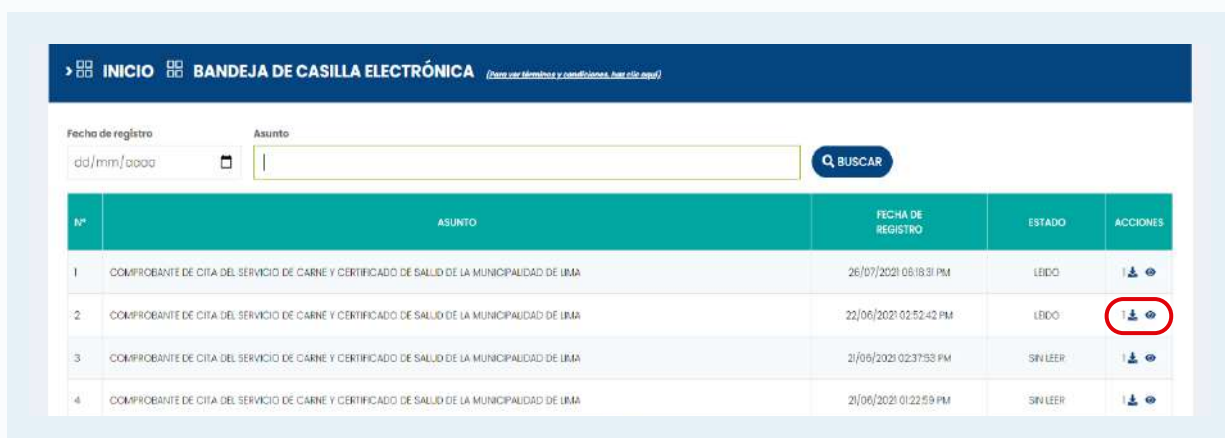 INICIO BANDEJA DE CASILLA ELECTRÓNICA (Para ver términos y condiciones, haz clic aquí)
Fecha de registro Asunto
dd/mm/aaaa BUSCAR
N° ASUNTO FECHA DE REGISTRO ESTADO ACCIONES
1 COMPROBANTE DE CITA DEL SERVICIO DE CARNE Y CERTIFICADO DE SALUD DE LA MUNICIPALIDAD DE LIMA 26/07/2021 06:18:31 PM LEIDO 1
2 COMPROBANTE DE CITA DEL SERVICIO DE CARNE Y CERTIFICADO DE SALUD DE LA MUNICIPALIDAD DE LIMA 22/06/2021 02:52:42 PM LEIDO 1
3 COMPROBANTE DE CITA DEL SERVICIO DE CARNE Y CERTIFICADO DE SALUD DE LA MUNICIPALIDAD DE LIMA 21/06/2021 02:37:53 PM SIN LEER 1
4 COMPROBANTE DE CITA DEL SERVICIO DE CARNE Y CERTIFICADO DE SALUD DE LA MUNICIPALIDAD DE LIMA 21/06/2021 01:22:59 PM SIN LEER 1